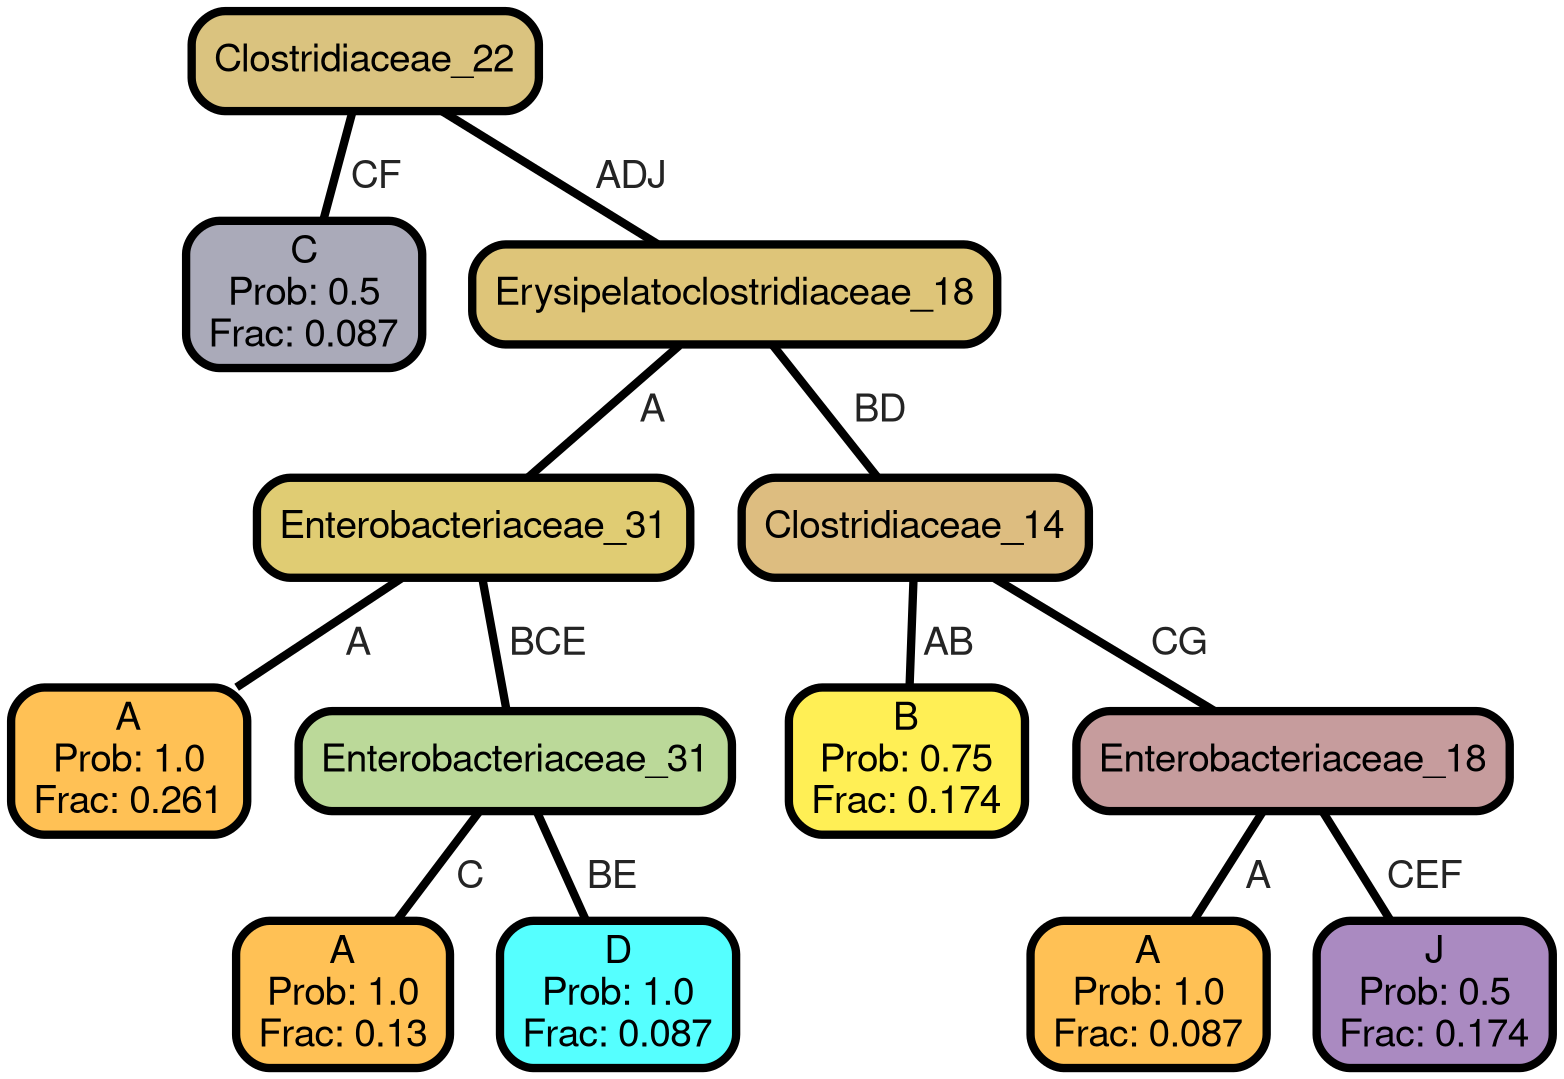 Clostridiaceae_22
CF
ADJ
C
Prob: 0.5
Frac: 0.087
Erysipelatoclostridiaceae_18
A
BD
Enterobacteriaceae_31
Clostridiaceae_14
A
BCE
AB
CG
A
Prob: 1.0
Frac: 0.261
Enterobacteriaceae_31
B
Prob: 0.75
Frac: 0.174
Enterobacteriaceae_18
C
BE
A
CEF
A
Prob: 1.0
Frac: 0.13
D
Prob: 1.0
Frac: 0.087
A
Prob: 1.0
Frac: 0.087
J
Prob: 0.5
Frac: 0.174